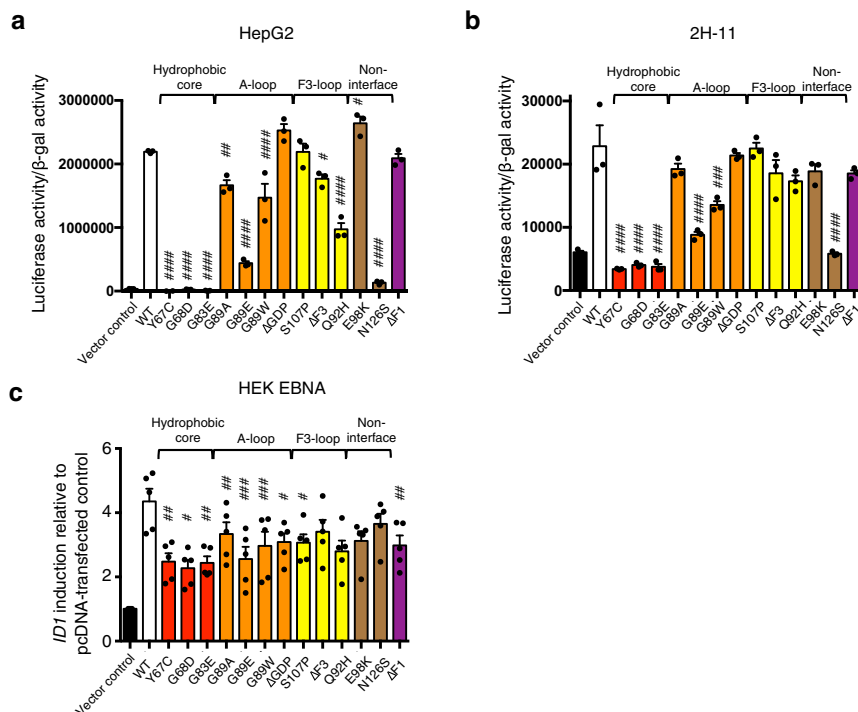 a
HepG2
Hydrophobic core
A-loop
F3-loop
Non-interface
Luciferase activity/β-gal activity
3000000
2000000
1000000
0
##
####
####
#
####
#
####
####
####
####
Vector control
WT
Y67C
G68D
G83E
G89A
G89E
G89W
ΔGDP
S107P
ΔF3
Q92H
E98K
N126S
ΔF1
b
2H-11
Hydrophobic core
A-loop
F3-loop
Non-interface
Luciferase activity/β-gal activity
30000
20000
10000
0
####
####
####
####
###
####
Vector control
WT
Y67C
G68D
G83E
G89A
G89E
G89W
ΔGDP
S107P
ΔF3
Q92H
E98K
N126S
ΔF1
c
HEK EBNA
Hydrophobic core
A-loop
F3-loop
Non-interface
ID1 induction relative to
pcDNA-transfected control
6
4
2
0
##
#
##
##
###
###
#
#
##
Vector control
WT
Y67C
G68D
G83E
G89A
G89E
G89W
ΔGDP
S107P
ΔF3
Q92H
E98K
N126S
ΔF1